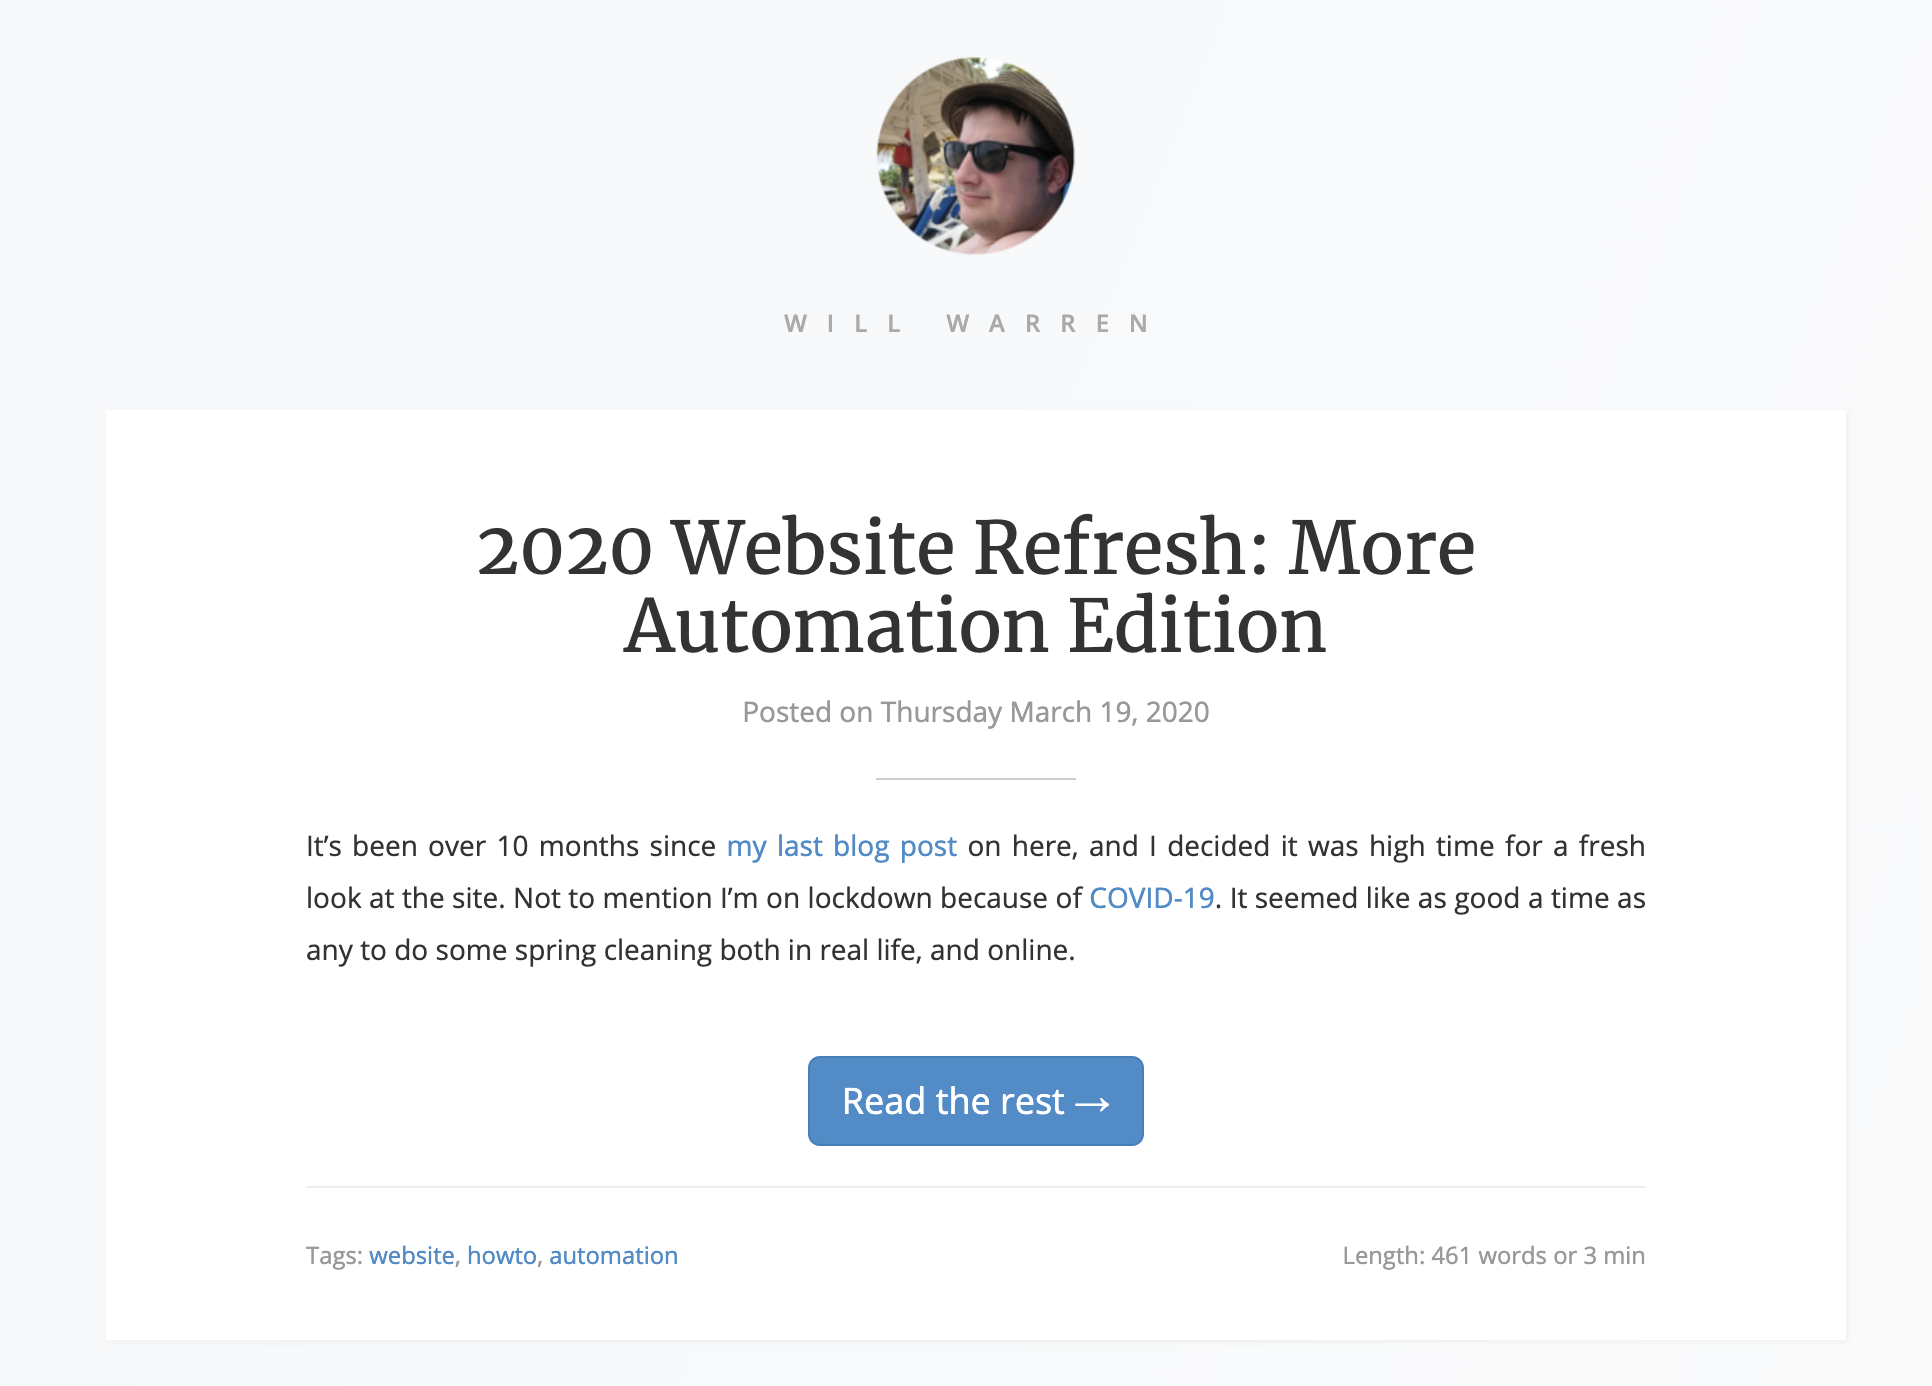 WILL WARREN
2020 Website Refresh: More
Automation Edition
Posted on Thursday March 19, 2020
It’s been over 10 months since my last blog post on here, and I decided it was high time for a fresh
look at the site. Not to mention I’m on lockdown because of COVID-19. It seemed like as good a time as
any to do some spring cleaning both in real life, and online.
Read the rest →
Tags: website, howto, automation
Length: 461 words or 3 min